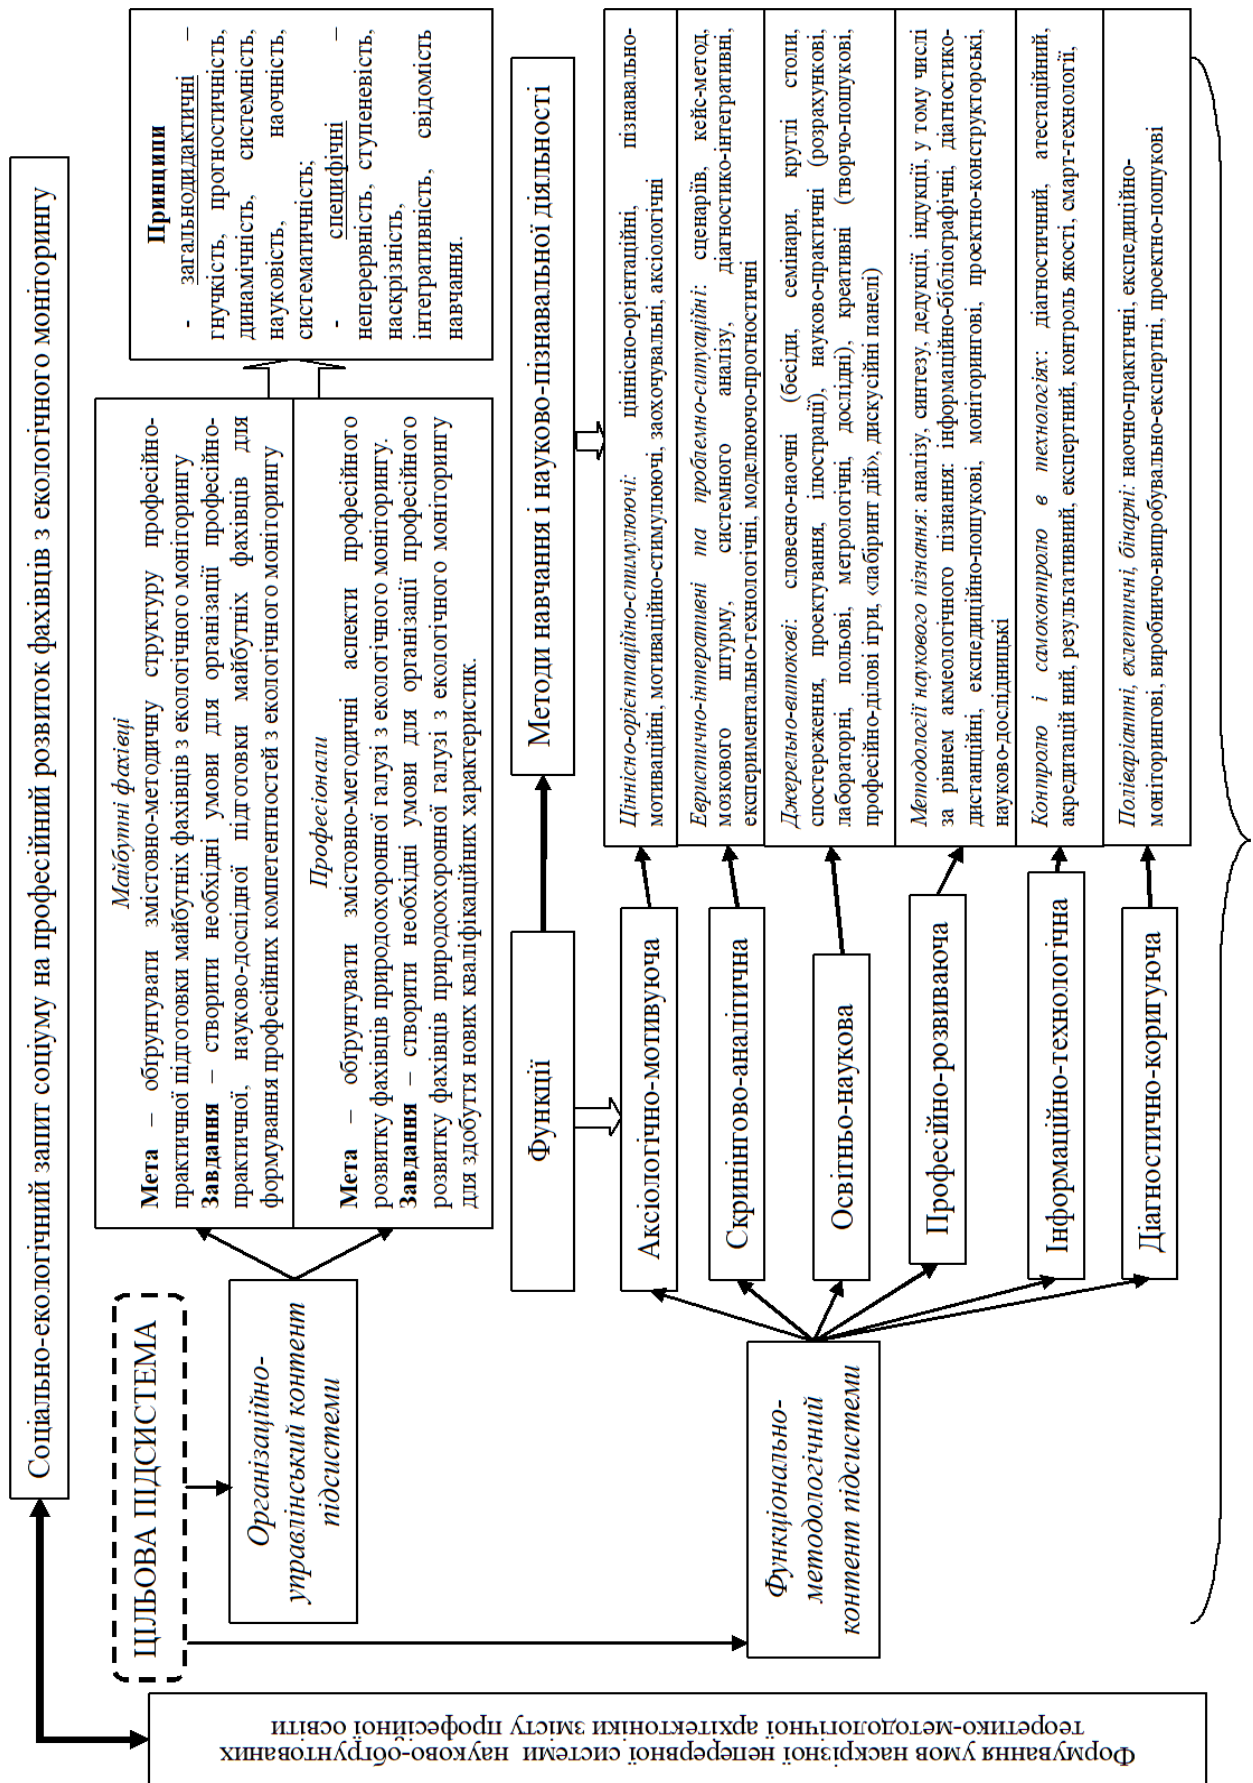 Соціально-екологічний запит соціуму на професійний розвиток фахівців з екологічного моніторингу
ЦІЛЬОВА ПІДСИСТЕМА
Організаційно-
управлінський контент
підсистеми
Майбутні фахівці
Мета – обґрунтувати змістовно-методичну структуру професійно-
практичної підготовки майбутніх фахівців з екологічного моніторингу
Завдання – створити необхідні умови для організації професійно-
практичної, науково-дослідної підготовки майбутніх фахівців для
формування професійних компетентностей з екологічного моніторингу
Професіонали
Мета – обґрунтувати змістовно-методичні аспекти професійного
розвитку фахівців природоохоронної галузі з екологічного моніторингу.
Завдання – створити необхідні умови для організації професійного
розвитку фахівців природоохоронної галузі з екологічного моніторингу
для здобуття нових кваліфікаційних характеристик.
Принципи
- загальнодидактичні –
гнучкість, прогностичність,
динамічність, системність,
науковість, наочність,
систематичність;
- специфічні –
неперервність, ступеневість,
наскрізність,
інтегративність, свідомість
навчання.
Функції
Методи навчання і науково-пізнавальної діяльності
Функціонально-
методологічний
контент підсистеми
Аксіологічно-мотивуюча
Скринінгово-аналітична
Освітньо-наукова
Професійно-розвиваюча
Інформаційно-технологічна
Діагностично-коригуюча
Ціннісно-орієнтаційно-стимулюючі: ціннісно-орієнтаційні, пізнавально-
мотиваційні, мотиваційно-стимулюючі, заохочувальні, аксіологічні
Евристично-інтеративні та проблемно-ситуаційні: сценаріїв, кейс-метод,
мозкового штурму, системного аналізу, діагностико-інтегративні,
експериментально-технологічні, моделюючо-прогностичні
Джерельно-витокові: словесно-наочні (бесіди, семінари, круглі столи,
спостереження, проектування, ілюстрації), науково-практичні (розрахункові,
лабораторні, польові, метрологічні, дослідні), креативні (творчо-пошукові,
професійно-ділові ігри, «лабіринт дій», дискусійні панелі)
Методології наукового пізнання: аналізу, синтезу, дедукції, індукції, у тому числі
за рівнем акмеологічного пізнання: інформаційно-бібліографічні, діагностико-
дистанційні, експедиційно-пошукові, моніторингові, проектно-конструкторські,
науково-дослідницькі
Контролю і самоконтролю в технологіях: діагностичний, атестаційний,
акредитацій ний, результативний, експертний, контроль якості, смарт-технології,
Поліваріантні, еклептичні, бінарні: наочно-практичні, експедиційно-
моніторингові, виробничо-випробувально-експертні, проектно-пошукові
Формування умов наскрізної неперервної системи науково-обґрунтованих
теоретико-методологічної архітектоніки змісту професійної освіти